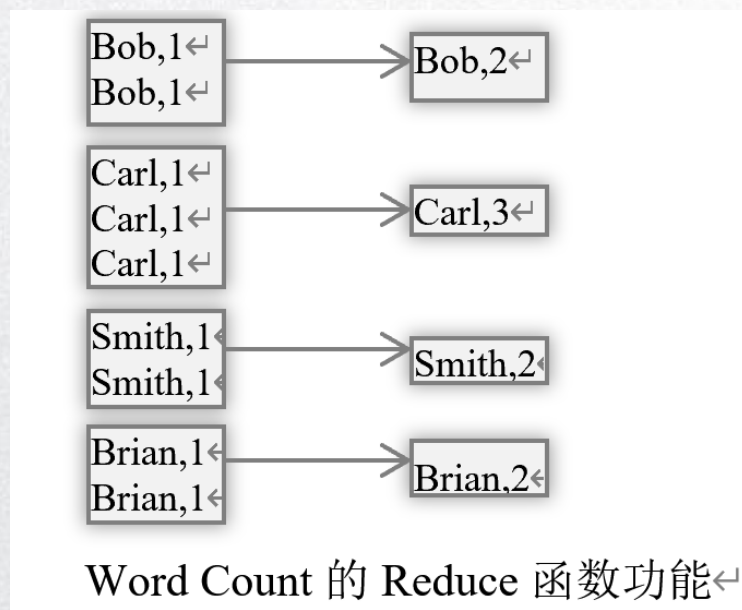 Bob,1
Bob,1
Bob,2
Carl,1
Carl,1
Carl,1
Carl,3
Smith,1
Smith,1
Smith,2
Brian,1
Brian,1
Brian,2
Word Count 的 Reduce 函数功能